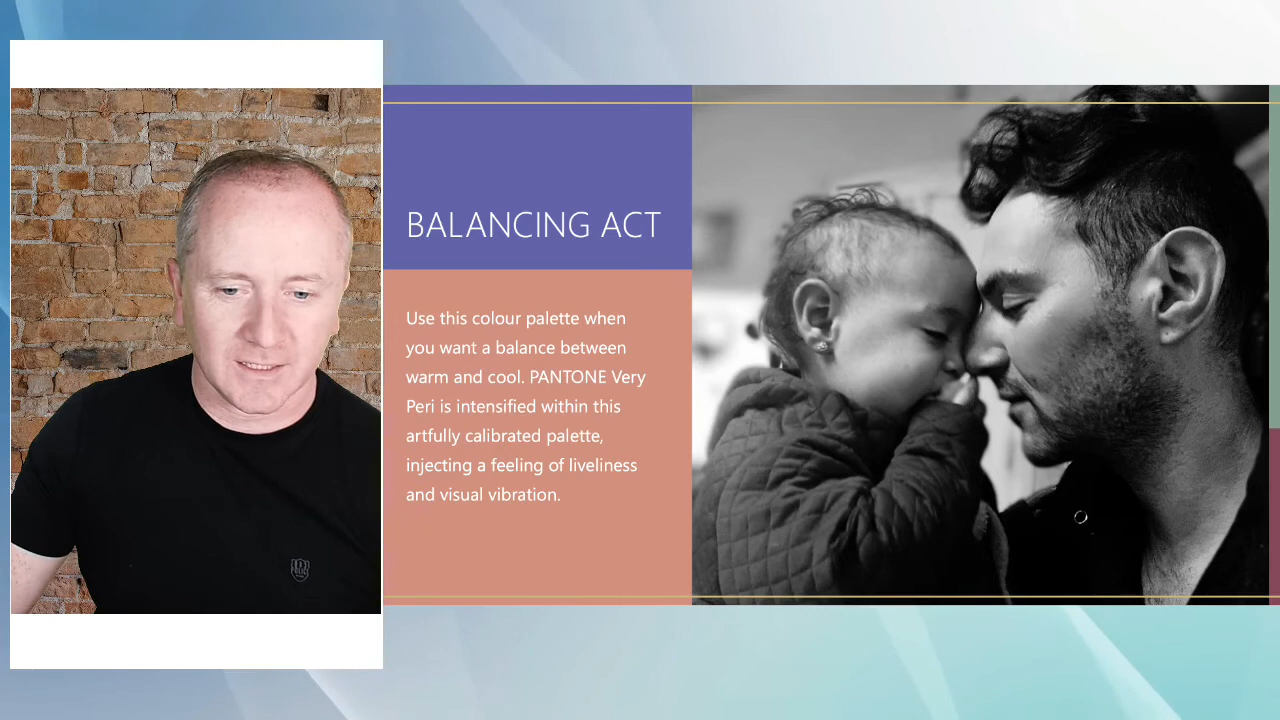 BALANCING ACT
Use this colour palette when
you want a balance between
warm and cool. PANTONE Very
Peri is intensified within this
artfully calibrated palette,
injecting a feeling of liveliness
and visual vibration.